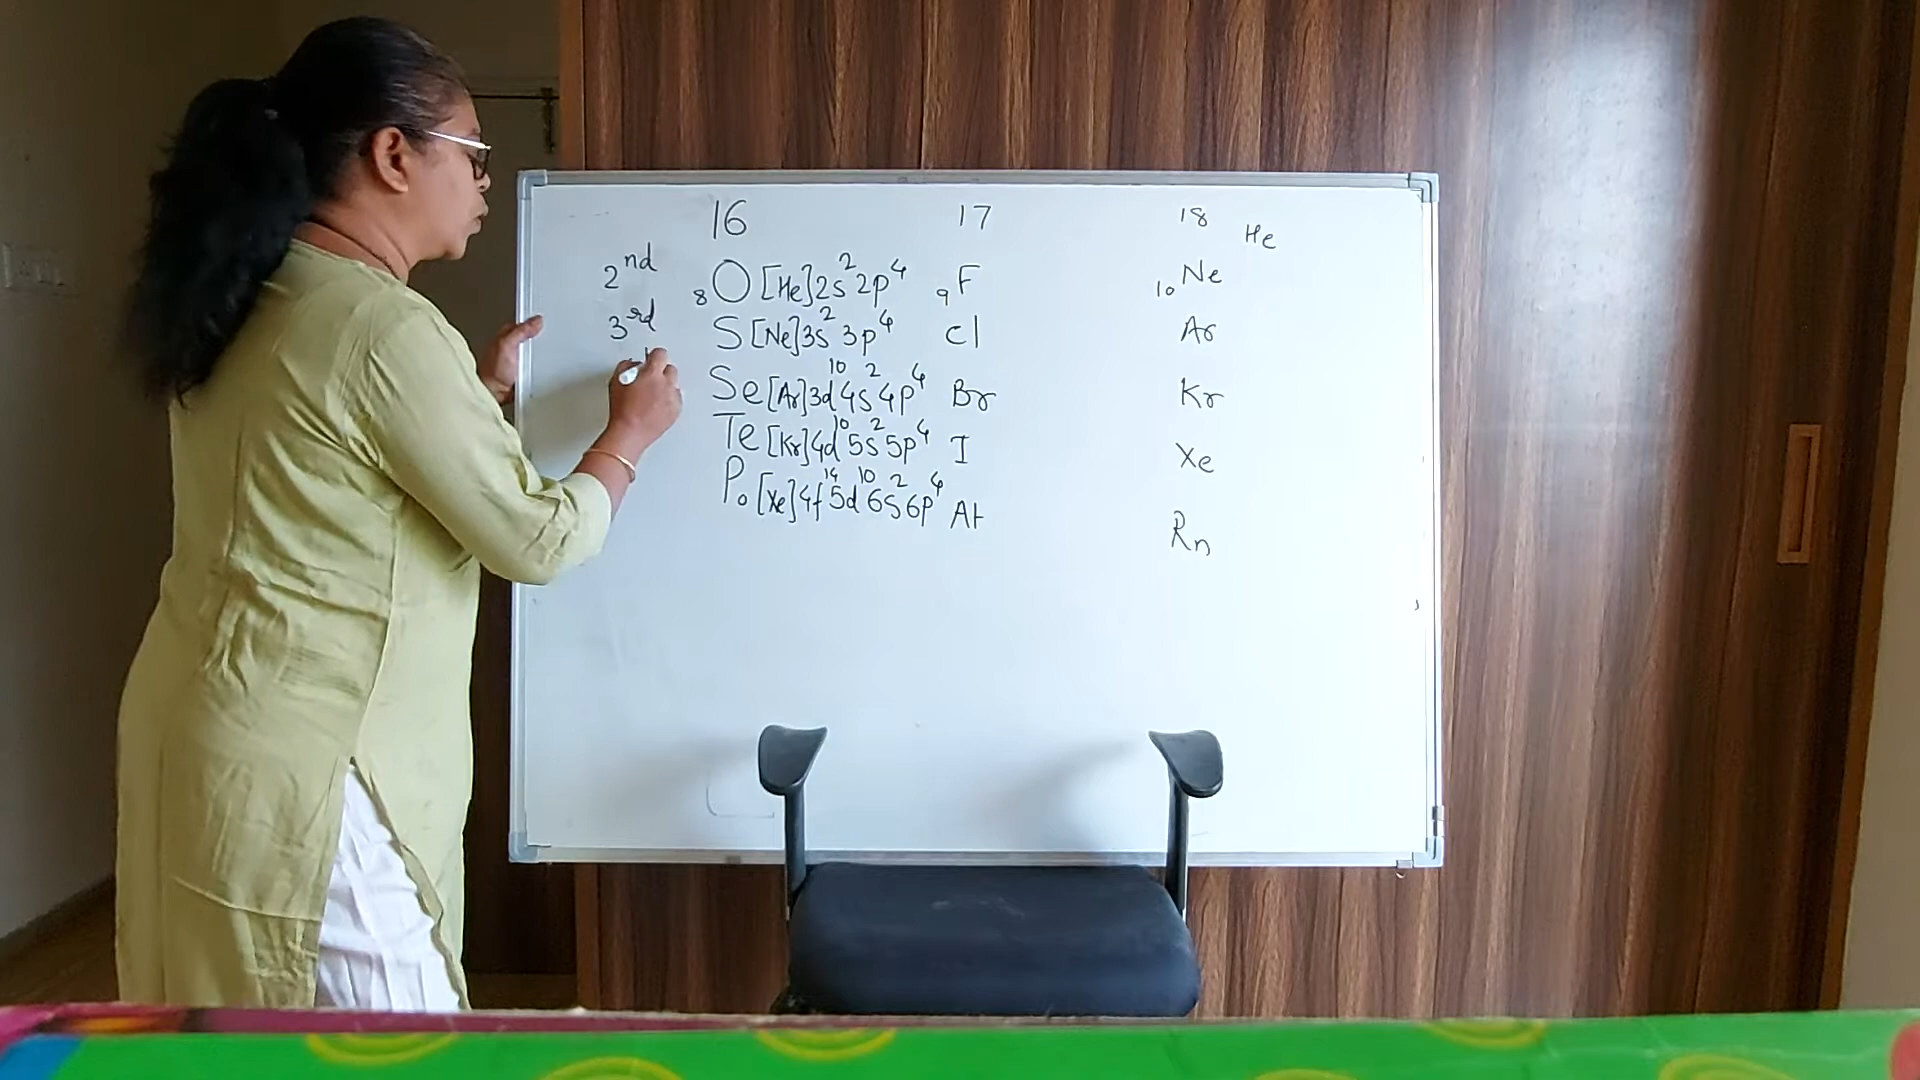 16 17 18 He
2nd 8O [He]2s² 2p⁴ 9F 10Ne
3rd S [Ne]3s² 3p⁴ Cl Ar
Se [Ar]3d¹⁰ 4s² 4p⁴ Br Kr
Te [Kr]4d¹⁰ 5s² 5p⁴ I Xe
Po [Xe]4f¹⁴ 5d¹⁰ 6s² 6p⁴ At Rn